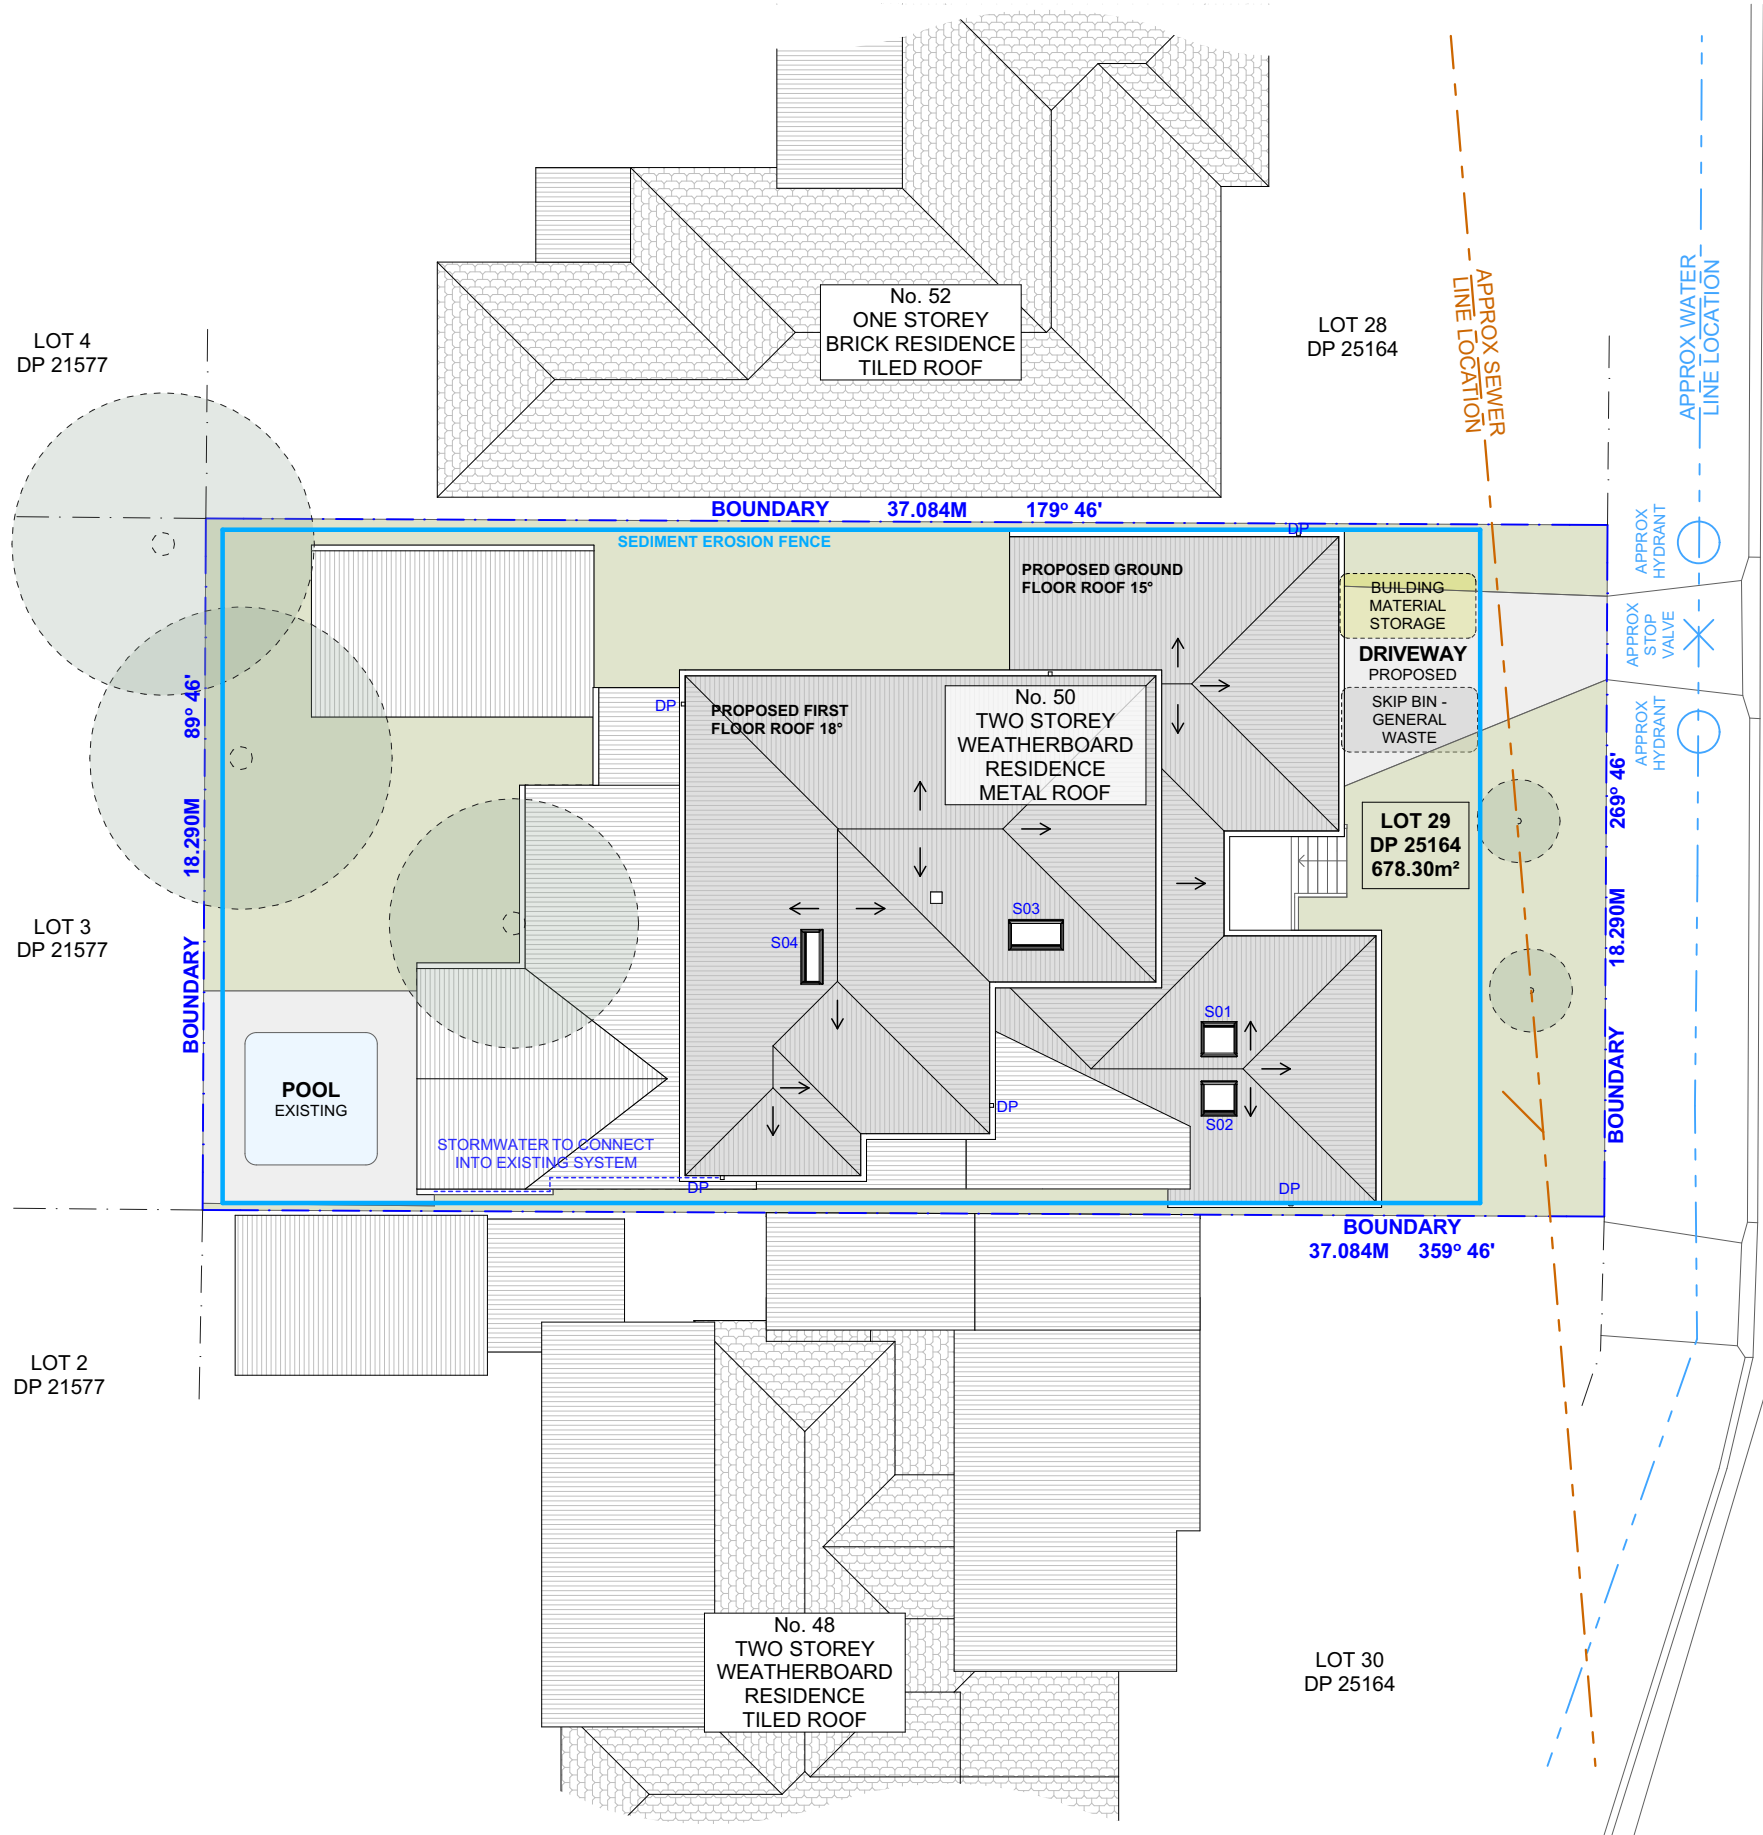 No. 52
ONE STOREY
BRICK RESIDENCE
TILED ROOF
LOT 4
DP 21577
LOT 28
DP 25164
APPROX SEWER
LINE LOCATION
APPROX WATER
LINE LOCATION
BOUNDARY 37.084M 179° 46'
SEDIMENT EROSION FENCE
DP
PROPOSED GROUND
FLOOR ROOF 15°
BUILDING
MATERIAL
STORAGE
DRIVEWAY
PROPOSED
SKIP BIN -
GENERAL
WASTE
APPROX
HYDRANT
APPROX
STOP
VALVE
APPROX
HYDRANT
BOUNDARY 18.290M 89° 46'
DP
PROPOSED FIRST
FLOOR ROOF 18°
No. 50
TWO STOREY
WEATHERBOARD
RESIDENCE
METAL ROOF
LOT 29
DP 25164
678.30m²
BOUNDARY 18.290M 269° 46'
LOT 3
DP 21577
S04
S03
S01
S02
POOL
EXISTING
DP
STORMWATER TO CONNECT
INTO EXISTING SYSTEM
DP
DP
BOUNDARY
37.084M 359° 46'
LOT 2
DP 21577
No. 48
TWO STOREY
WEATHERBOARD
RESIDENCE
TILED ROOF
LOT 30
DP 25164